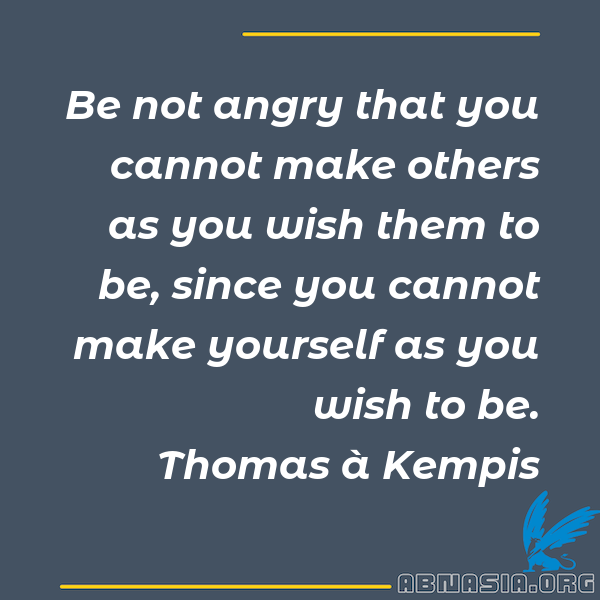 Be not angry that you
cannot make others
as you wish them to
be, since you cannot
make yourself as you
wish to be.
Thomas à Kempis
ABNASIA.ORG